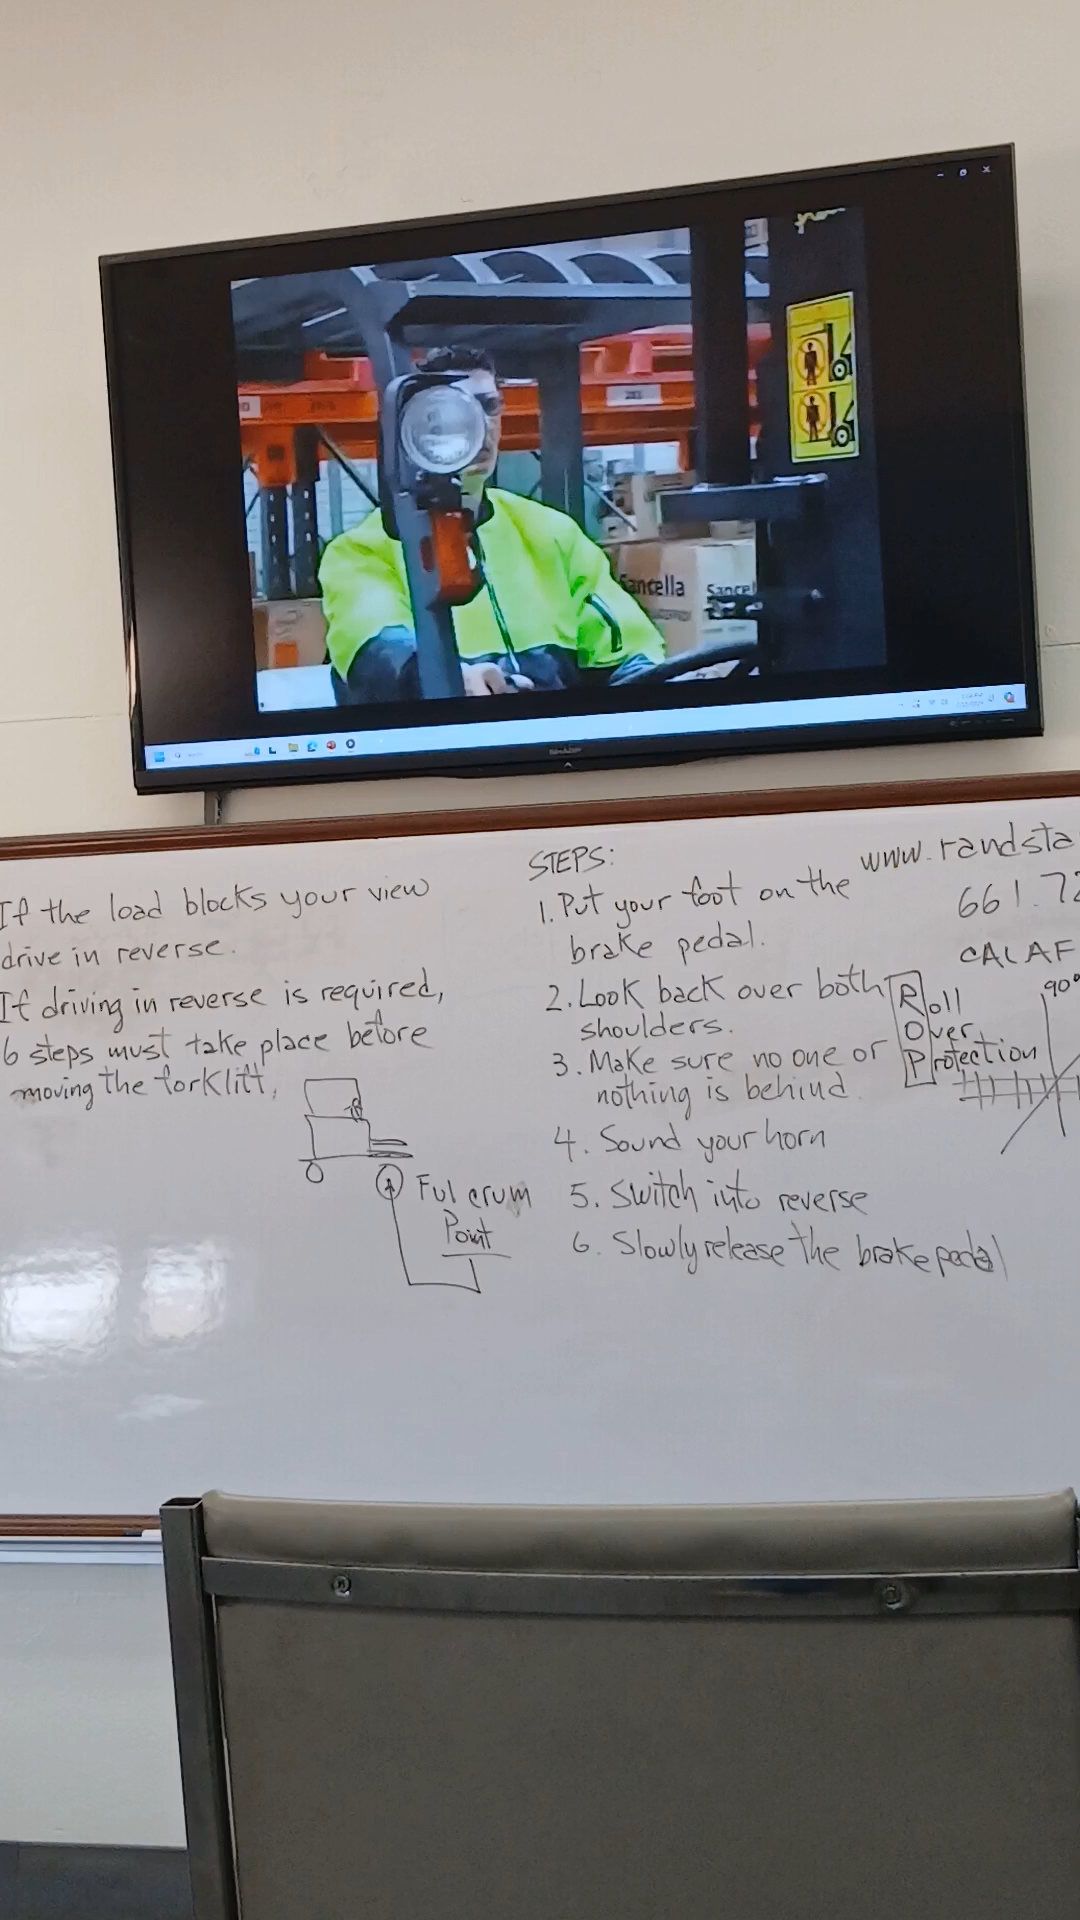 283
Sancella
Sancel
SHARP
If the load blocks your view
drive in reverse.
If driving in reverse is required,
6 steps must take place before
moving the forklift,
Fulcrum
Point
STEPS:
1. Put your foot on the
brake pedal.
2. Look back over both
shoulders.
3. Make sure no one or
nothing is behind.
4. Sound your horn
5. Switch into reverse
6. Slowly release the brake pedal
www.randsta
661.72
CALAF
Roll
Over
Protection
90°